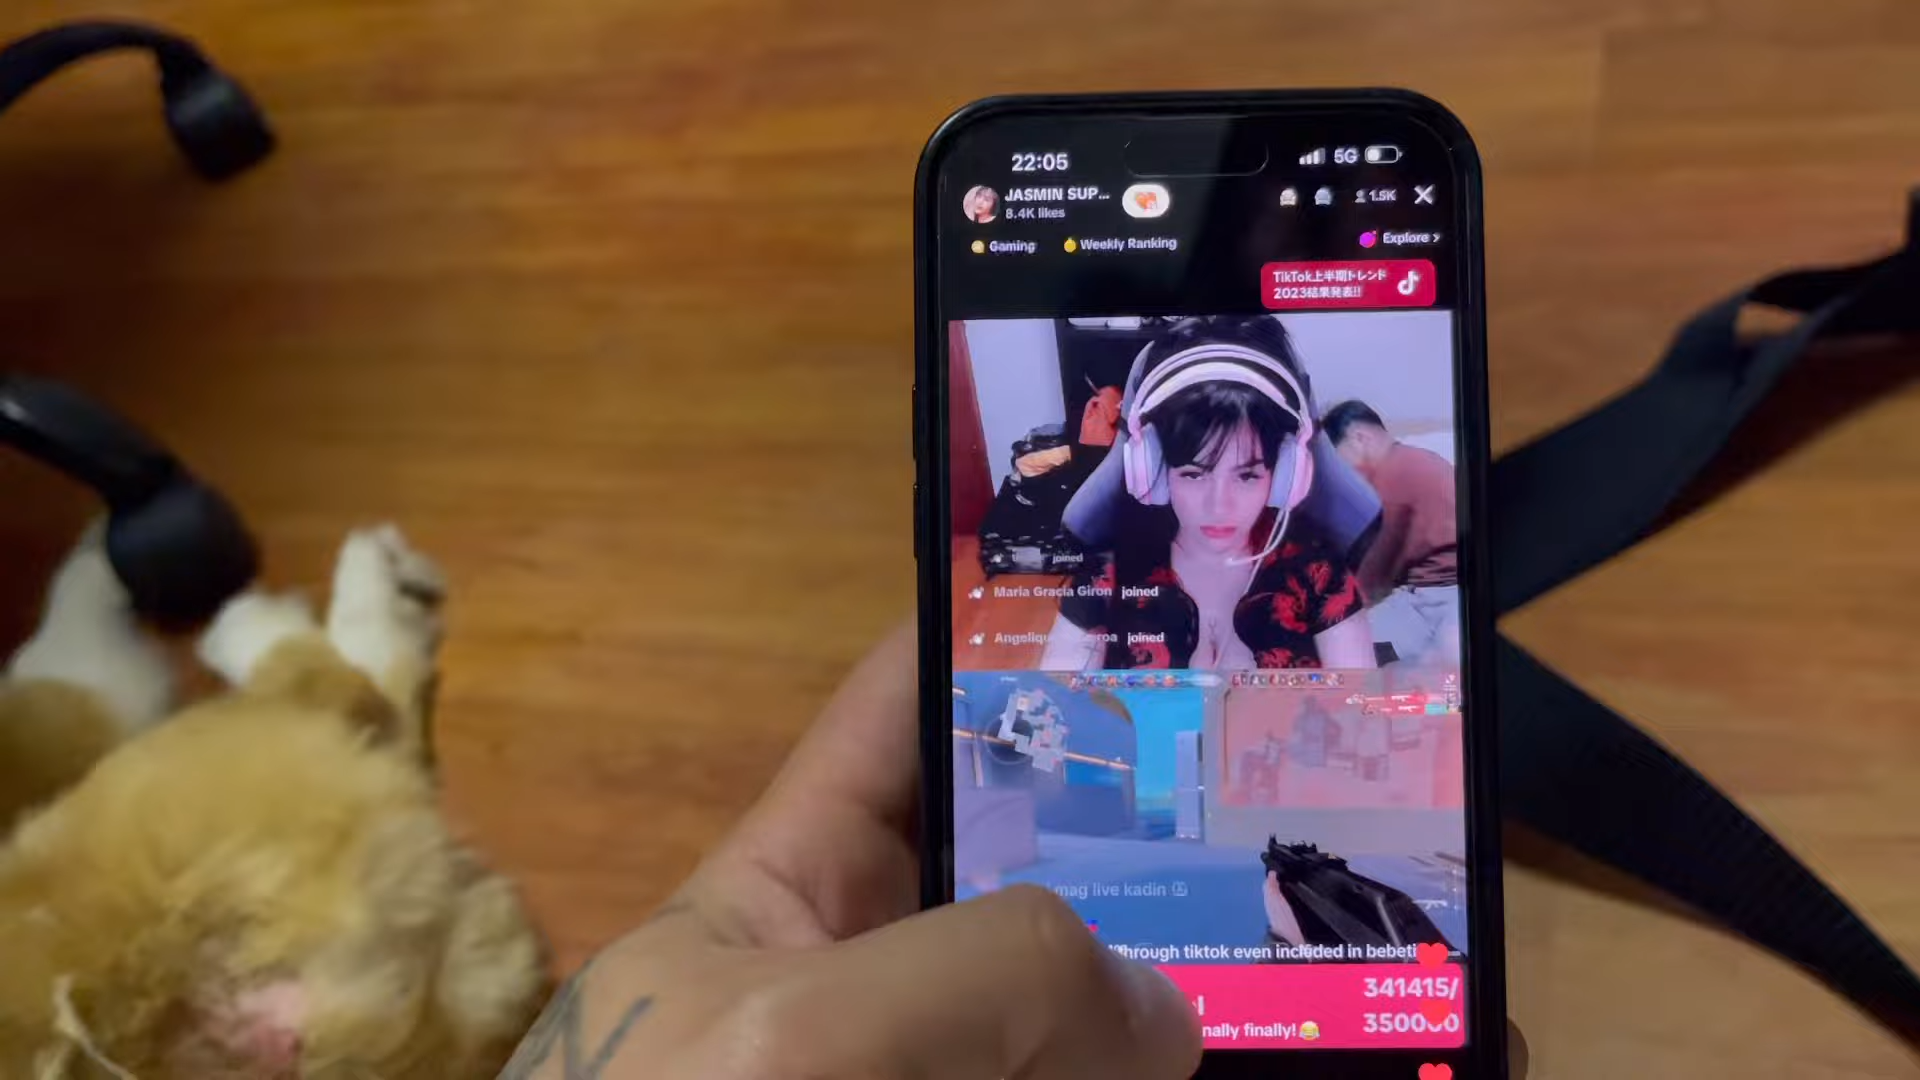 22:05
5G
JASMIN SUP...
8.4K likes
1.5K
Gaming
Weekly Ranking
Explore >
TikTok上半期トレンド
2023結果発表!!
joined
Maria Gracia Giron joined
joined
mag live kadin
through tiktok even included in bebeti
341415/
nally finally!😂